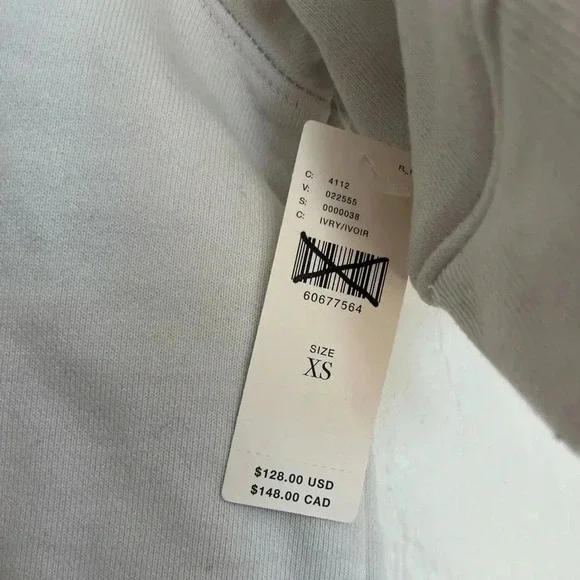 C: 4112
V: 022555
S: 0000038
C: IVRY/IVOIR
60677564
SIZE
XS
$128.00 USD
$148.00 CAD